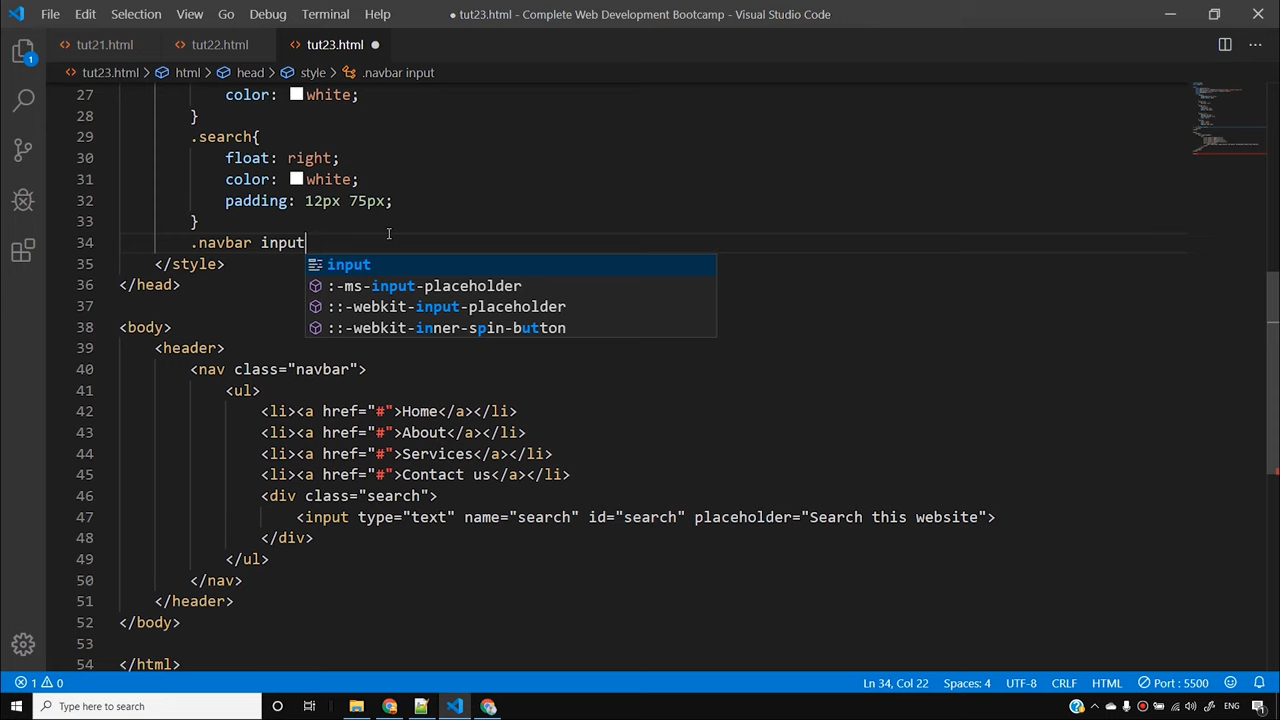 File Edit Selection View Go Debug Terminal Help ● tut23.html - Complete Web Development Bootcamp - Visual Studio Code
<> tut21.html <> tut22.html <> tut23.html ●
<> tut23.html > html > head > style > .navbar input
27 color: white;
28 }
29 .search{
30 float: right;
31 color: white;
32 padding: 12px 75px;
33 }
34 .navbar input
input
35 </style>
::-ms-input-placeholder
36 </head>
::-webkit-input-placeholder
37
::-webkit-inner-spin-button
38 <body>
39 <header>
40 <nav class="navbar">
41 <ul>
42 <li><a href="#">Home</a></li>
43 <li><a href="#">About</a></li>
44 <li><a href="#">Services</a></li>
45 <li><a href="#">Contact us</a></li>
46 <div class="search">
47 <input type="text" name="search" id="search" placeholder="Search this website">
48 </div>
49 </ul>
50 </nav>
51 </header>
52 </body>
53
54 </html>
1 0 Ln 34, Col 22 Spaces: 4 UTF-8 CRLF HTML Port : 5500
Type here to search
1